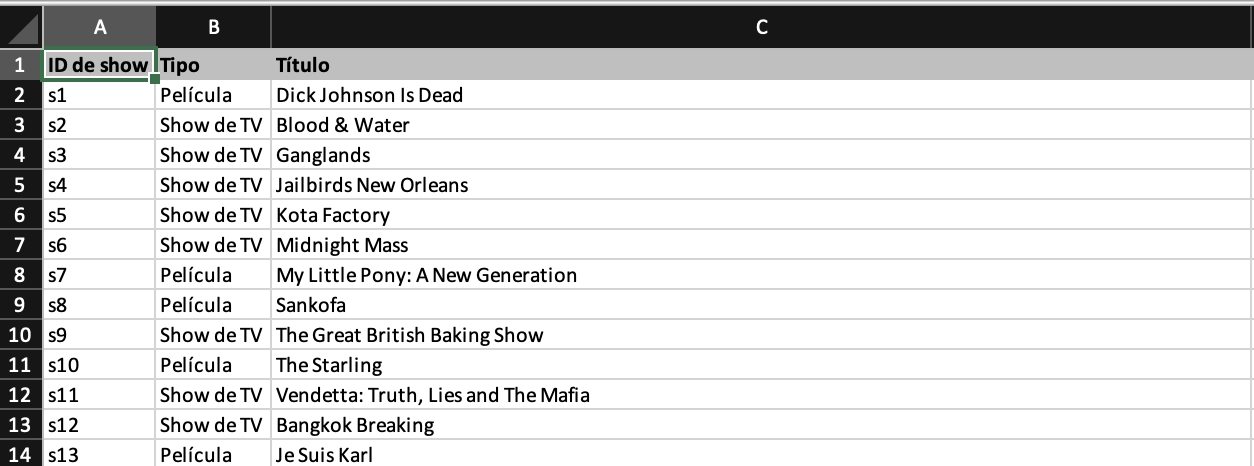 A B C
1 ID de show Tipo Título
2 s1 Película Dick Johnson Is Dead
3 s2 Show de TV Blood & Water
4 s3 Show de TV Ganglands
5 s4 Show de TV Jailbirds New Orleans
6 s5 Show de TV Kota Factory
7 s6 Show de TV Midnight Mass
8 s7 Película My Little Pony: A New Generation
9 s8 Película Sankofa
10 s9 Show de TV The Great British Baking Show
11 s10 Película The Starling
12 s11 Show de TV Vendetta: Truth, Lies and The Mafia
13 s12 Show de TV Bangkok Breaking
14 s13 Película Je Suis Karl